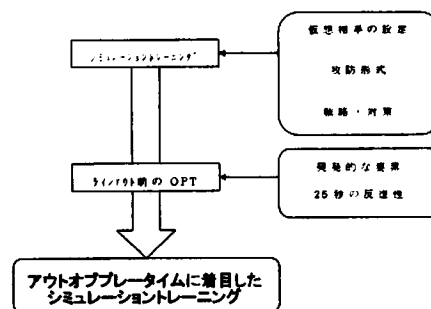 仮想相手の設定
シミュレーショントレーニング
攻防形式
戦略・対策
ラインアウト前の OPT
偶発的な要素
25秒の反復性
アウトオブプレータイムに着目した
シミュレーショントレーニング